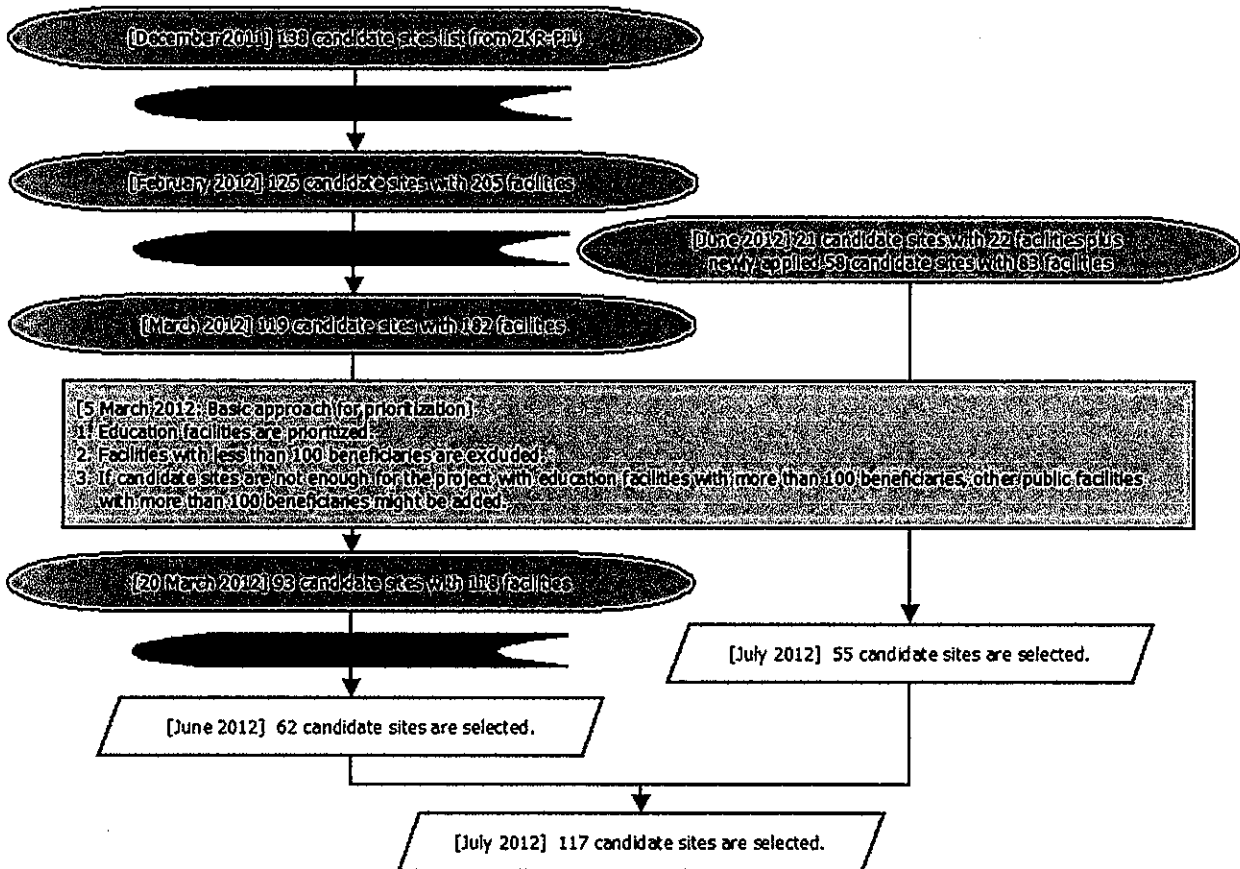 [December 2011] 138 candidate sites list from 2KR-PIU
[February 2012] 125 candidate sites with 205 facilities
[June 2012] 21 candidate sites with 22 facilities plus
newly applied 58 candidate sites with 83 facilities
[March 2012] 119 candidate sites with 182 facilities
[5 March 2012: Basic approach for prioritization]
1. Education facilities are prioritized
2. Facilities with less than 100 beneficiaries are excluded.
3. If candidate sites are not enough for the project with education facilities with more than 100 beneficiaries, other public facilities
with more than 100 beneficiaries might be added.
[20 March 2012] 93 candidate sites with 118 facilities
[July 2012] 55 candidate sites are selected.
[June 2012] 62 candidate sites are selected.
[July 2012] 117 candidate sites are selected.